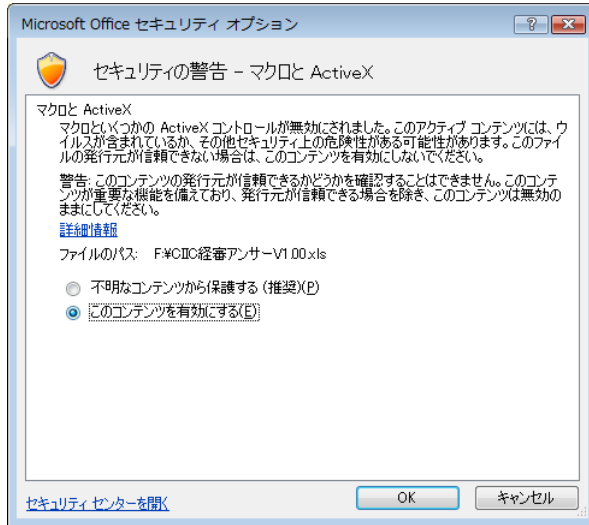 Microsoft Office セキュリティ オプション
セキュリティの警告 - マクロと ActiveX
マクロと ActiveX
マクロといくつかの ActiveX コントロールが無効にされました。このアクティブ コンテンツには、ウ
イルスが含まれているか、その他セキュリティ上の危険性がある可能性があります。このファイ
ルの発行元が信頼できない場合は、このコンテンツを有効にしないでください。
警告: このコンテンツの発行元が信頼できるかどうかを確認することはできません。このコンテ
ンツが重要な機能を備えており、発行元が信頼できる場合を除き、このコンテンツは無効の
ままにしてください。
詳細情報
ファイルのパス: F:¥CIIC経審アンサーV1.00.xls
不明なコンテンツから保護する (推奨)(P)
このコンテンツを有効にする(E)
セキュリティ センターを開く
OK
キャンセル